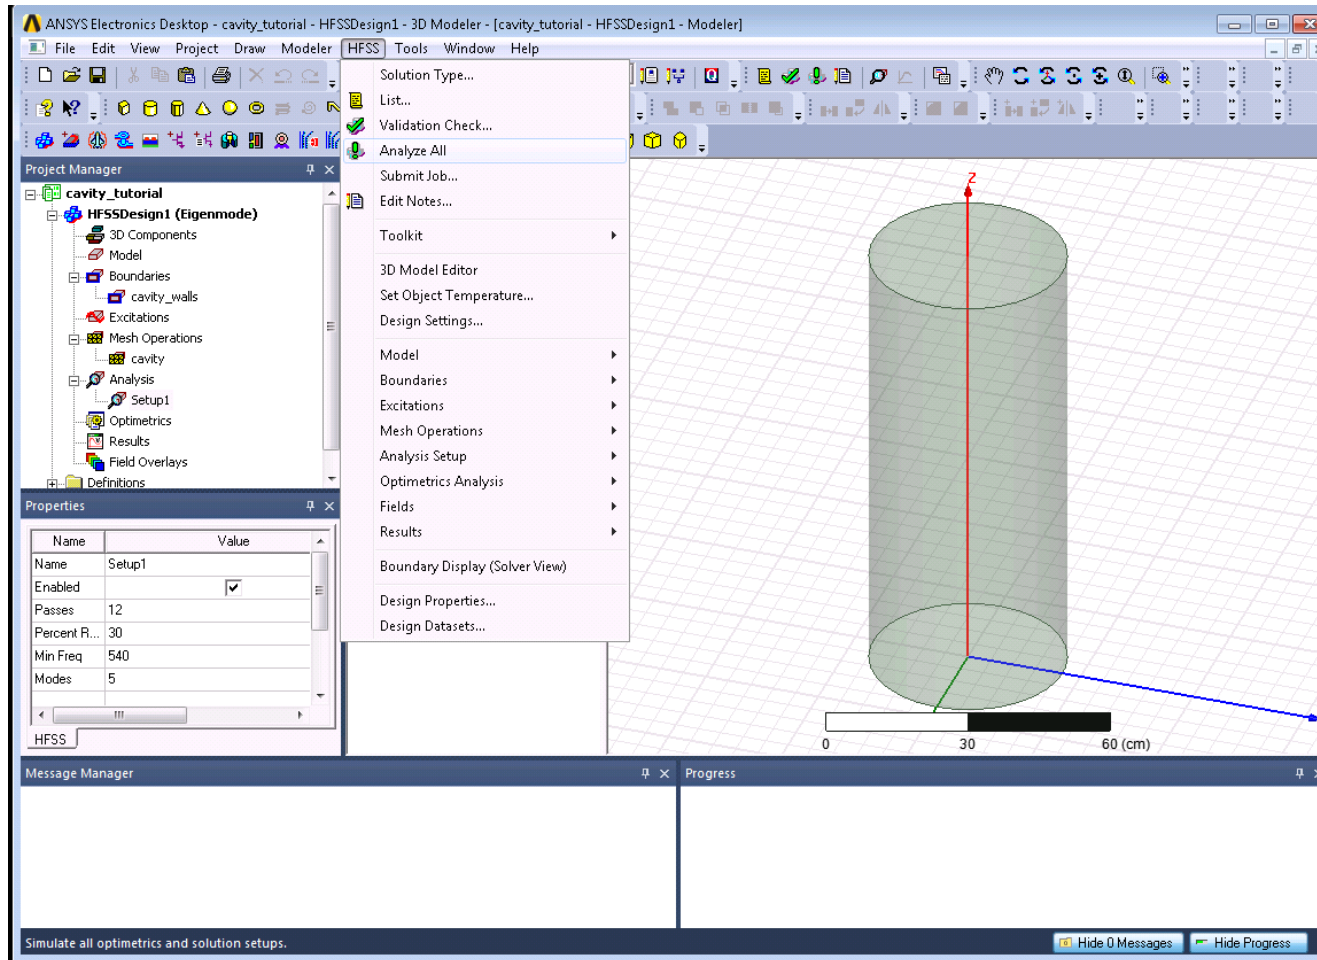 ANSYS Electronics Desktop - cavity_tutorial - HFSSDesign1 - 3D Modeler - [cavity_tutorial - HFSSDesign1 - Modeler]
File Edit View Project Draw Modeler HFSS Tools Window Help
Solution Type...
List...
Validation Check...
Analyze All
Submit Job...
Edit Notes...
Toolkit
3D Model Editor
Set Object Temperature...
Design Settings...
Model
Boundaries
Excitations
Mesh Operations
Analysis Setup
Optimetrics Analysis
Fields
Results
Boundary Display (Solver View)
Design Properties...
Design Datasets...
Project Manager
cavity_tutorial
HFSSDesign1 (Eigenmode)
3D Components
Model
Boundaries
cavity_walls
Excitations
Mesh Operations
cavity
Analysis
Setup1
Optimetrics
Results
Field Overlays
Definitions
Properties
Name Value
Name Setup1
Enabled
Passes 12
Percent R... 30
Min Freq 540
Modes 5
HFSS
Z
0 30 60 (cm)
Message Manager
Progress
Simulate all optimetrics and solution setups.
Hide 0 Messages
Hide Progress